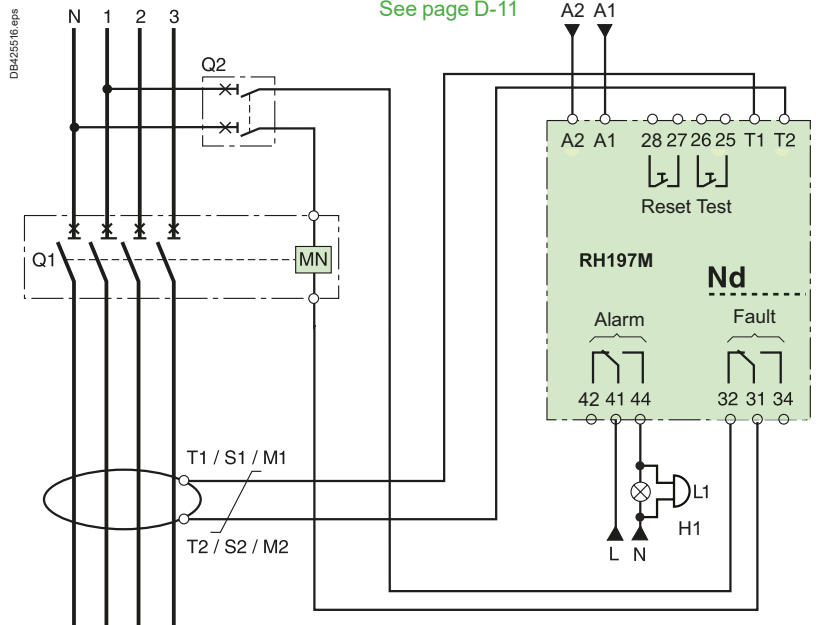 DB425516.eps
See page D-11
N 1 2 3
A2 A1
Q2
A2 A1 28 27 26 25 T1 T2
Reset Test
Q1
MN
RH197M
Nd
Alarm
Fault
42 41 44
32 31 34
T1 / S1 / M1
T2 / S2 / M2
L1
H1
L N